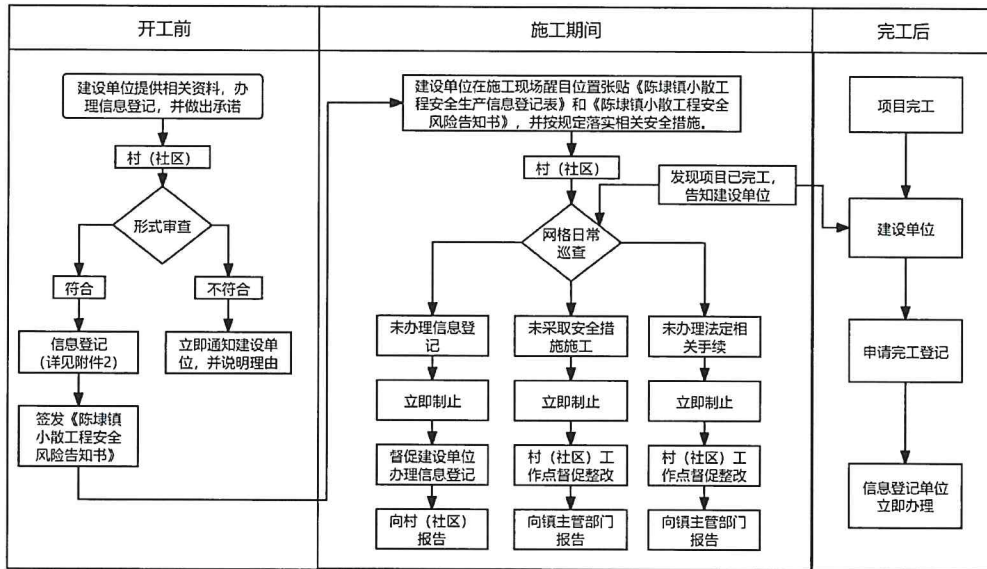 开工前
建设单位提供相关资料，办
理信息登记，并做出承诺
村（社区）
形式审查
符合
不符合
信息登记
（详见附件2）
立即通知建设单
位，并说明理由
签发《陈埭镇
小散工程安全
风险告知书》
施工期间
建设单位在施工现场醒目位置张贴《陈埭镇小散工
程安全生产信息登记表》和《陈埭镇小散工程安全
风险告知书》，并按规定落实相关安全措施。
村（社区）
发现项目已完工，
告知建设单位
网格日常
巡查
未办理信息登
记
未采取安全措
施施工
未办理法定相
关手续
立即制止
立即制止
立即制止
督促建设单位
办理信息登记
村（社区）工
作点督促整改
村（社区）工
作点督促整改
向村（社区）
报告
向镇主管部门
报告
向镇主管部门
报告
完工后
项目完工
建设单位
申请完工登记
信息登记单位
立即办理